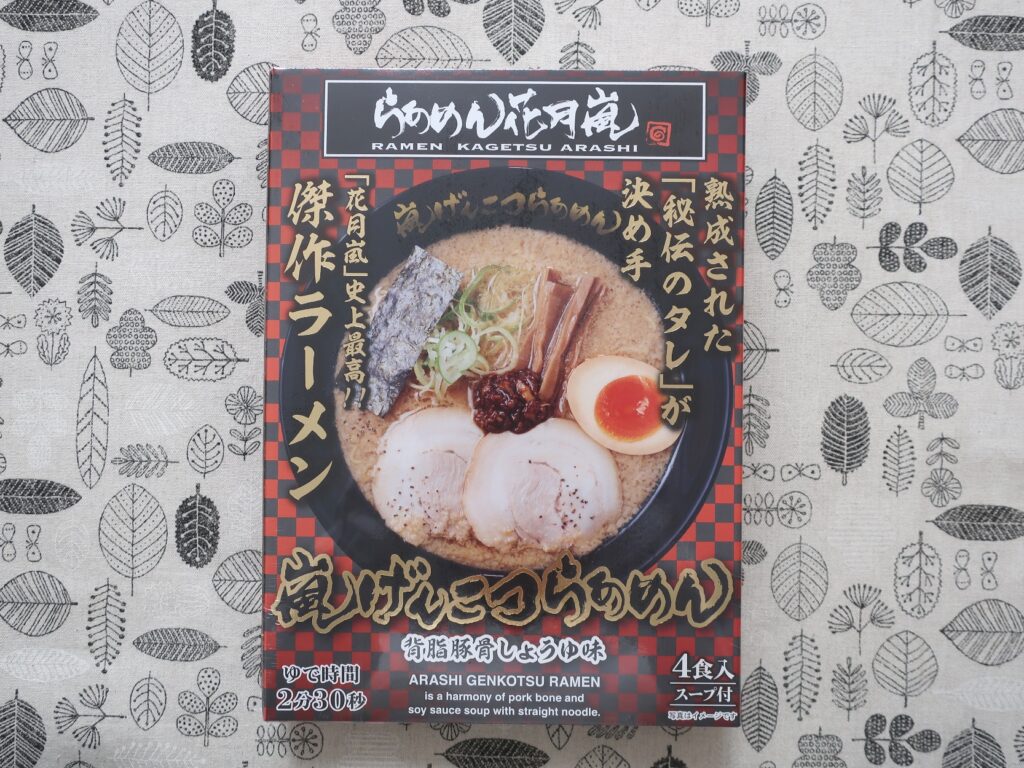 らあめん花月嵐
RAMEN KAGETSU ARASHI
熟成された
「秘伝のタレ」が
決め手
嵐げんこつらあめん
「花月嵐」史上最高!!
傑作ラーメン
嵐げんこつらあめん
背脂豚骨しょうゆ味
ARASHI GENKOTSU RAMEN
is a harmony of pork bone and
soy sauce soup with straight noodle.
ゆで時間
2分30秒
4食入
スープ付
写真はイメージです